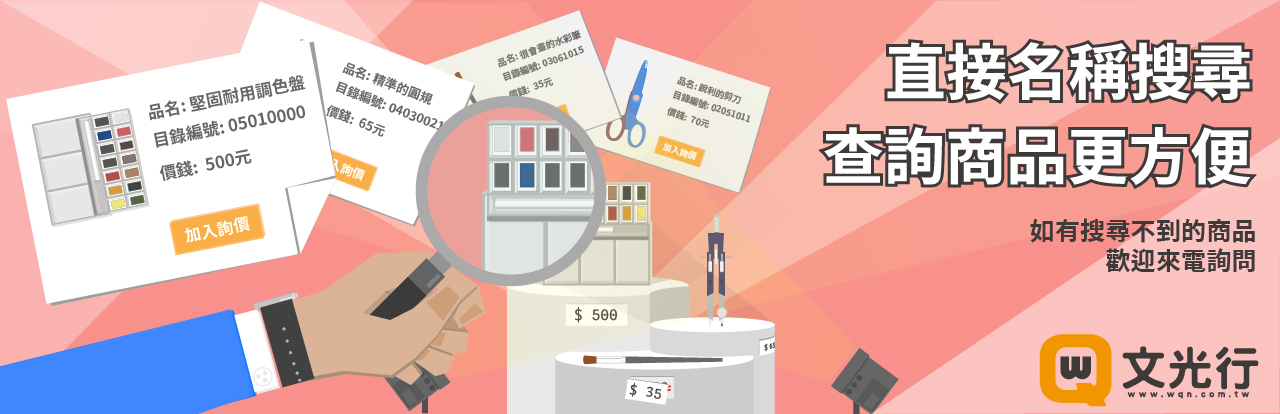 品名: 堅固耐用調色盤
目錄編號: 05010000
價錢: 500元
加入詢價
品名: 精準的圓規
目錄編號: 04030021
價錢: 65元
入詢價
品名: 很會畫的水彩筆
目錄編號: 03061015
價錢: 35元
品名: 銳利的剪刀
目錄編號: 02051011
價錢: 70元
加入詢價
直接名稱搜尋
查詢商品更方便
如有搜尋不到的商品
歡迎來電詢問
$ 500
$ 35
w
文光行
www.wqn.com.tw